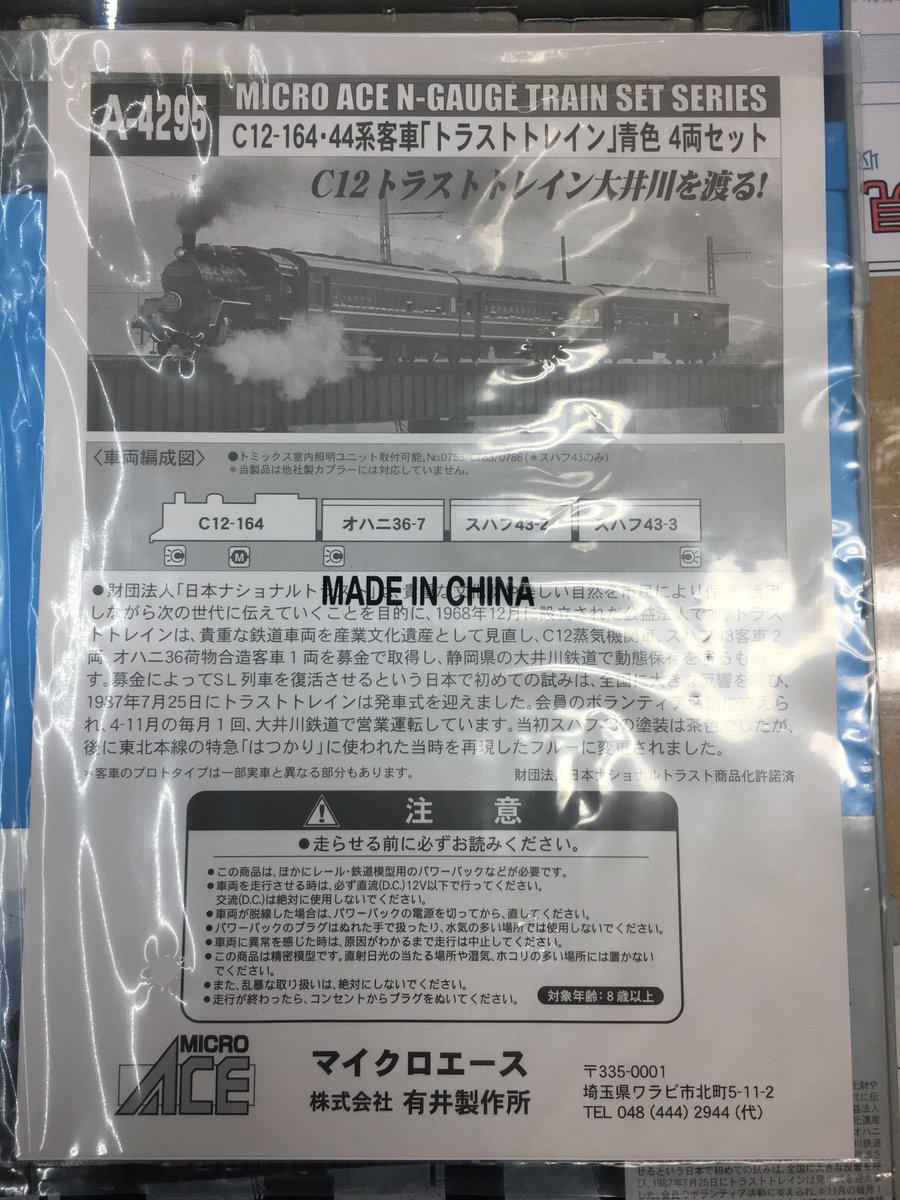 A-4295
MICRO ACE N-GAUGE TRAIN SET SERIES
C12-164・44系客車「トラストトレイン」青色 4両セット
C12トラストトレイン大井川を渡る!
〈車両編成図〉
●トミックス室内照明ユニット取付可能。No.0755/0783/0786(＊スハフ43のみ)
＊当製品は他社製カプラーには対応していません。
C12-164
オハニ36-7
スハフ43-2
スハフ43-3
C
M
C
C
MADE IN CHINA
●財団法人「日本ナショナルト しい自然を市民により保存・活用
しながら次の世代に伝えていくことを目的に、1968年12月に設立された公益法人です。トラス
トトレインは、貴重な鉄道車両を産業文化遺産として見直し、C12蒸気機関車、スハフ43客車2
両、オハニ36荷物合造客車1両を募金で取得し、静岡県の大井川鉄道で動態保存をするもので
す。募金によってSL列車を復活させるという日本で初めての試みは、全国に大きな反響を呼び、
1987年7月25日にトラストトレインは発車式を迎えました。会員のボランティア活動に支えら
れ、4-11月の毎月1回、大井川鉄道で営業運転しています。当初スハフ43の塗装は茶色でしたが、
後に東北本線の特急「はつかり」に使われた当時を再現したブルーに変更されました。
＊客車のプロトタイプは一部実車と異なる部分もあります。
財団法人日本ナショナルトラスト商品化許諾済
注 意
●走らせる前に必ずお読みください。
●この商品は、ほかにレール・鉄道模型用のパワーパックなどが必要です。
●車両を走行させる時は、必ず直流(D.C.)12V以下で行ってください。
交流(D.C.)は絶対に使用しないでください。
●車両が脱線した場合は、パワーパックの電源を切ってから、直してください。
●パワーパックのプラグはぬれた手で扱ったり、水気の多い場所では使用しないでください。
●車両に異常を感じた時は、原因がわかるまで走行は中止してください。
●この商品は精密模型です。直射日光の当たる場所や湿気、ホコリの多い場所には置かない
でください。
●また、乱暴な取り扱いは、絶対にしないでください。
●走行が終わったら、コンセントからプラグをぬいてください。
対象年齢:8歳以上
MICRO ACE
マイクロエース
株式会社 有井製作所
〒335-0001
埼玉県ワラビ市北町5-11-2
TEL 048 (444) 2944 (代)